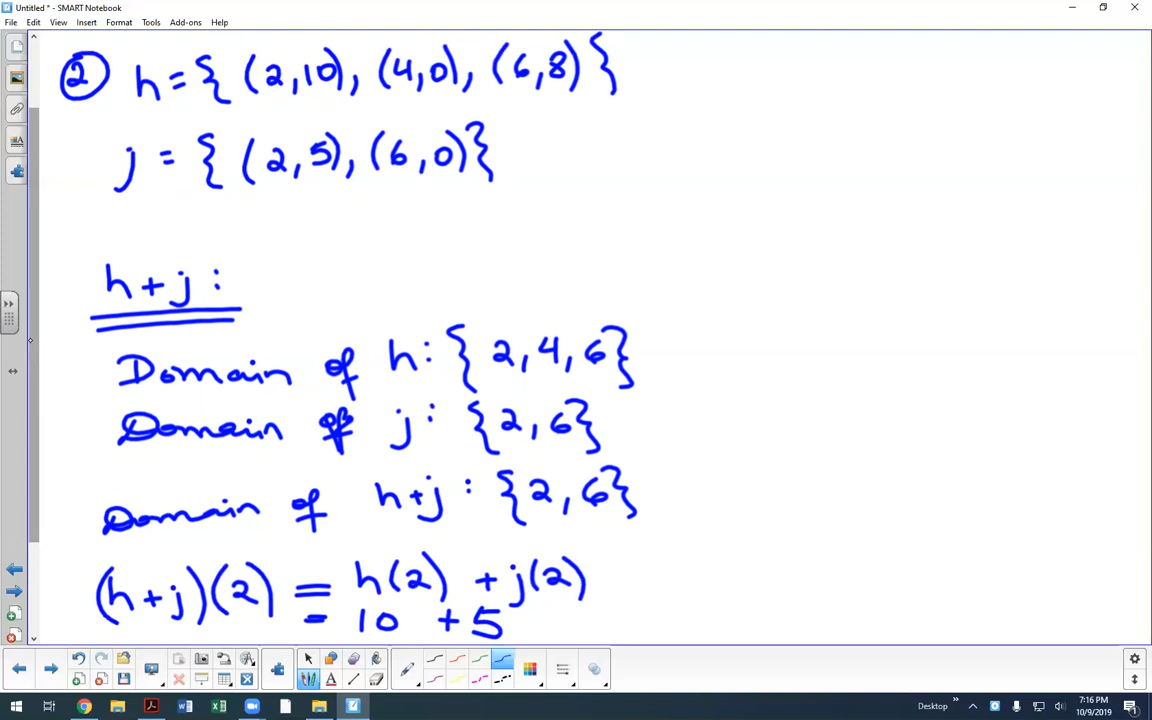 Untitled * - SMART Notebook
File Edit View Insert Format Tools Add-ons Help
② h = { (2,10), (4,0), (6,8) }
j = { (2,5), (6,0) }
h+j :
Domain of h : { 2, 4, 6 }
Domain of j : { 2, 6 }
Domain of h+j : { 2, 6 }
(h+j)(2) = h(2) + j(2)
= 10 + 5
Desktop
7:16 PM
10/9/2019